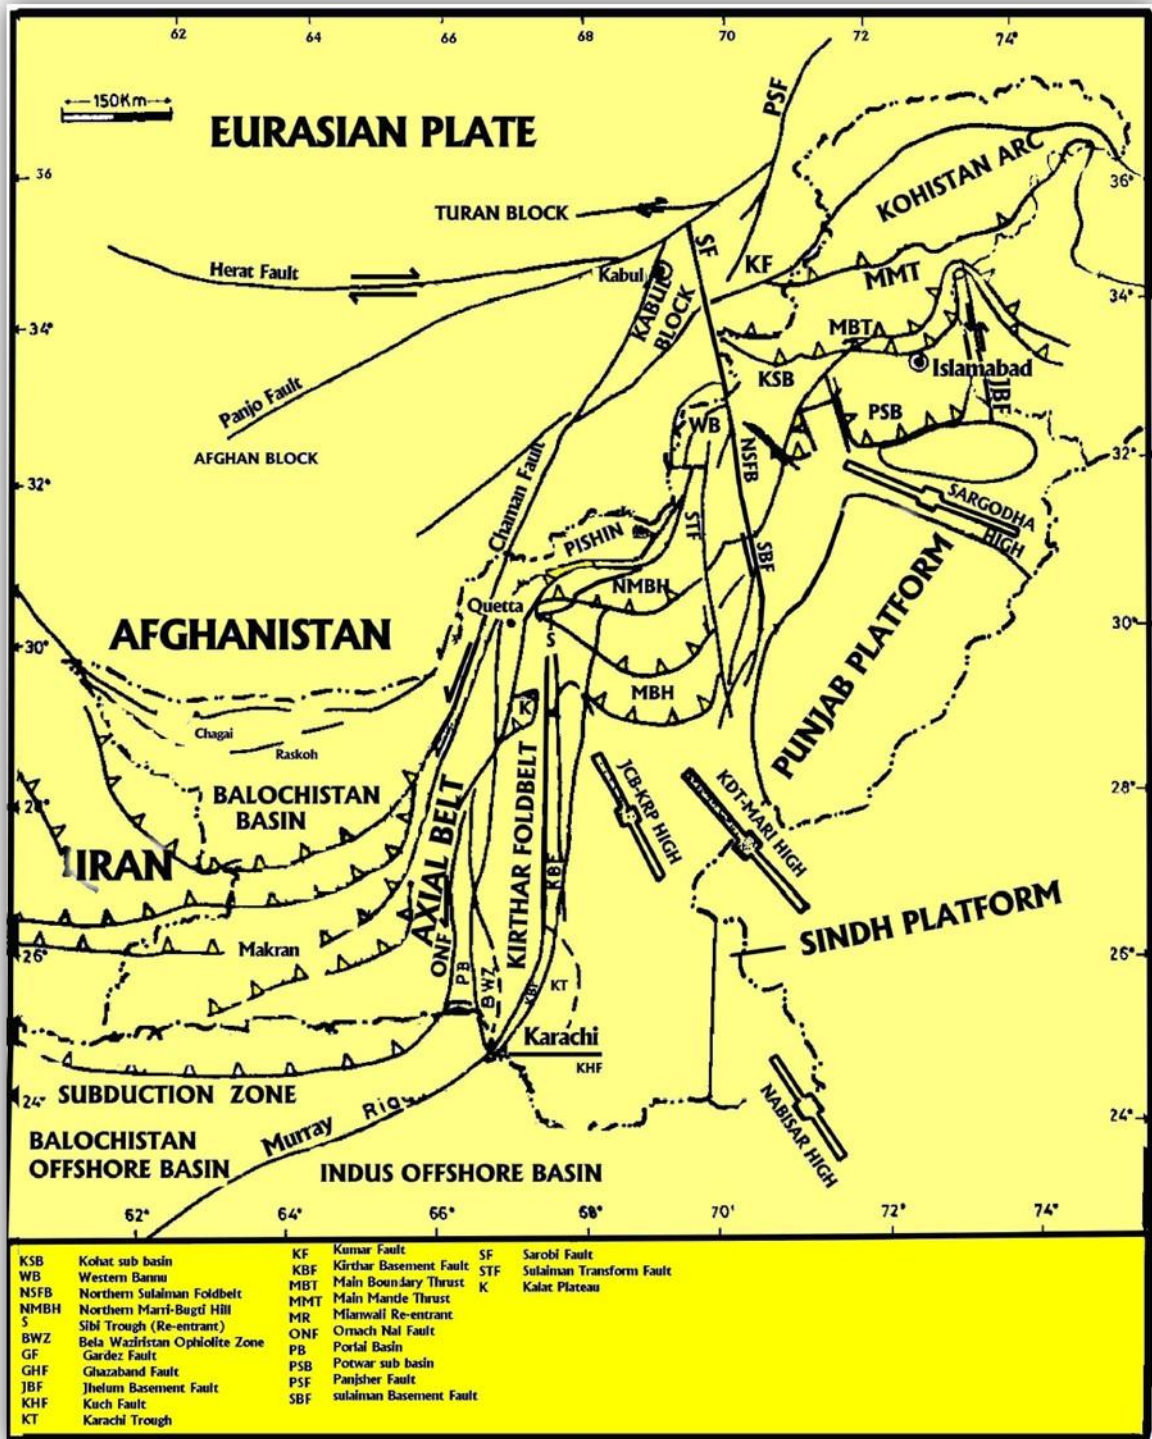 62 64 66 68 70 72 74°
150Km
PSF
EURASIAN PLATE
KOHISTAN ARC
36
36°
TURAN BLOCK
SF
Herat Fault
Kabul
KF
MMT
KABUL
BLOCK
34°
34°
MBT
Islamabad
KSB
JBF
Panjo Fault
PSB
WB
AFGHAN BLOCK
NSFB
32°
32°
Chaman Fault
SARGODHA
HIGH
PISHIN
STF
SBF
NMBH
Quetta
AFGHANISTAN
30°
30°
S
PUNJAB PLATFORM
MBH
K
Chagai
Raskoh
JCB-KRP HIGH
KDT-MARI HIGH
28°
28°
BALOCHISTAN
BASIN
AXIAL BELT
KIRTHAR FOLDBELT
IRAN
KBF
SINDH PLATFORM
26°
26°
Makran
ONF
PB
BWZ
KBF
KT
Karachi
KHF
24°
24°
SUBDUCTION ZONE
NABISAR HIGH
Murray
BALOCHISTAN
OFFSHORE BASIN
INDUS OFFSHORE BASIN
62° 64° 66° 68° 70' 72° 74°
KSB Kohat sub basin
WB Western Bannu
NSFB Northern Sulaiman Foldbelt
NMBH Northern Marri-Bugti Hill
S Sibi Trough (Re-entrant)
BWZ Bela Waziristan Ophiolite Zone
GF Gardez Fault
GHF Ghazaband Fault
JBF Jhelum Basement Fault
KHF Kuch Fault
KT Karachi Trough
KF Kumar Fault
KBF Kirthar Basement Fault
MBT Main Boundary Thrust
MMT Main Mantle Thrust
MR Mianwali Re-entrant
ONF Ornach Nal Fault
PB Porlai Basin
PSB Potwar sub basin
PSF Panjsher Fault
SBF sulaiman Basement Fault
SF Sarobi Fault
STF Sulaiman Transform Fault
K Kalat Plateau